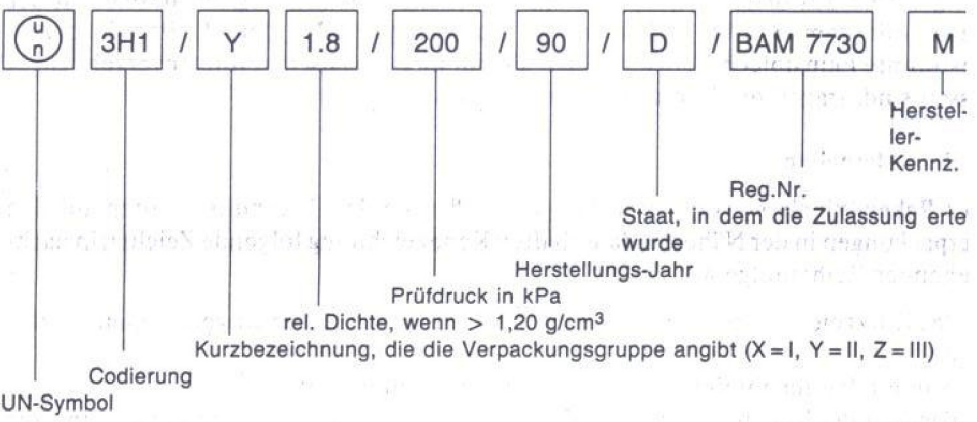 u n 3H1 / Y 1.8 / 200 / 90 / D / BAM 7730 M
Herstel-
ler-
Kennz.
Reg.Nr.
Staat, in dem die Zulassung erte
wurde
Herstellungs-Jahr
Prüfdruck in kPa
rel. Dichte, wenn > 1,20 g/cm³
Kurzbezeichnung, die die Verpackungsgruppe angibt (X=I, Y=II, Z=III)
Codierung
UN-Symbol